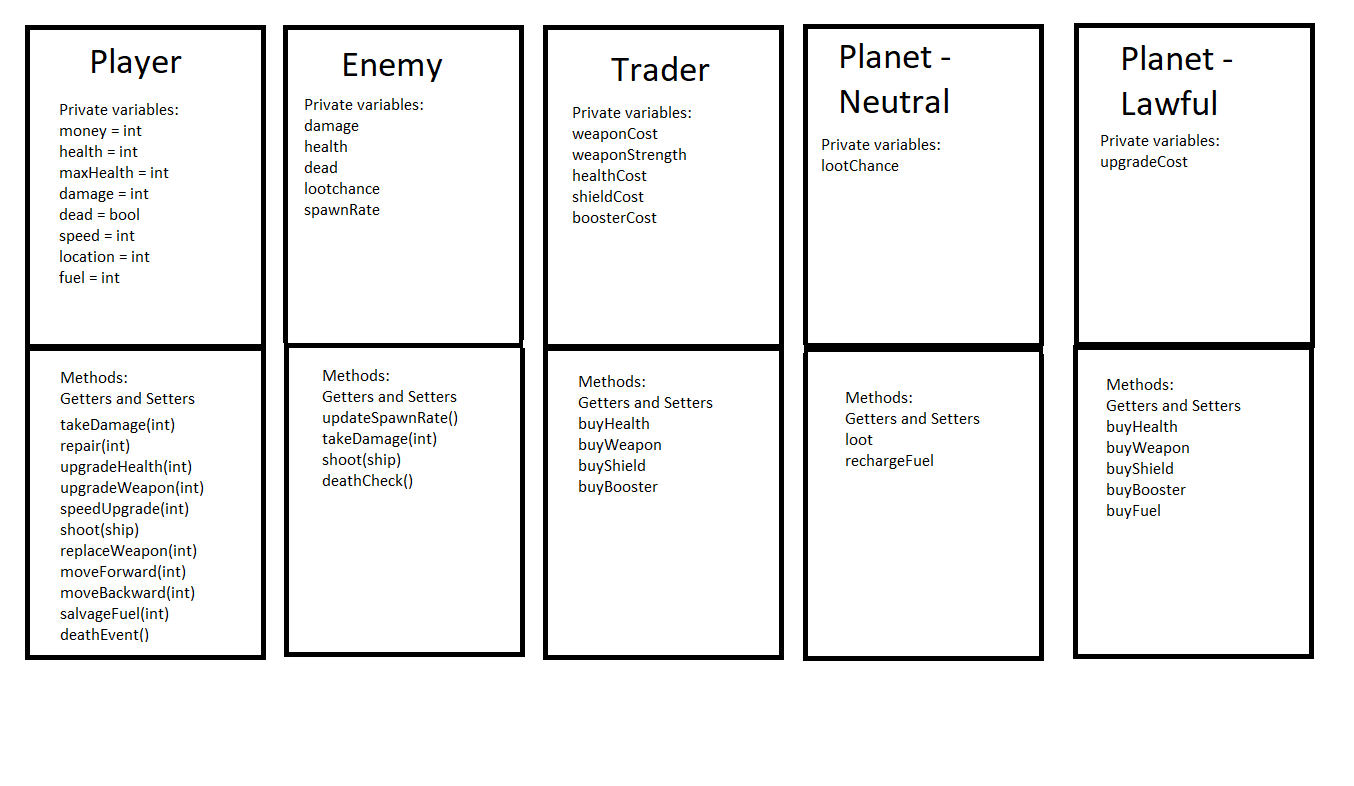 Player
Private variables:
money = int
health = int
maxHealth = int
damage = int
dead = bool
speed = int
location = int
fuel = int
Methods:
Getters and Setters
takeDamage(int)
repair(int)
upgradeHealth(int)
upgradeWeapon(int)
speedUpgrade(int)
shoot(ship)
replaceWeapon(int)
moveForward(int)
moveBackward(int)
salvageFuel(int)
deathEvent()
Enemy
Private variables:
damage
health
dead
lootchance
spawnRate
Methods:
Getters and Setters
updateSpawnRate()
takeDamage(int)
shoot(ship)
deathCheck()
Trader
Private variables:
weaponCost
weaponStrength
healthCost
shieldCost
boosterCost
Methods:
Getters and Setters
buyHealth
buyWeapon
buyShield
buyBooster
Planet -
Neutral
Private variables:
lootChance
Methods:
Getters and Setters
loot
rechargeFuel
Planet -
Lawful
Private variables:
upgradeCost
Methods:
Getters and Setters
buyHealth
buyWeapon
buyShield
buyBooster
buyFuel